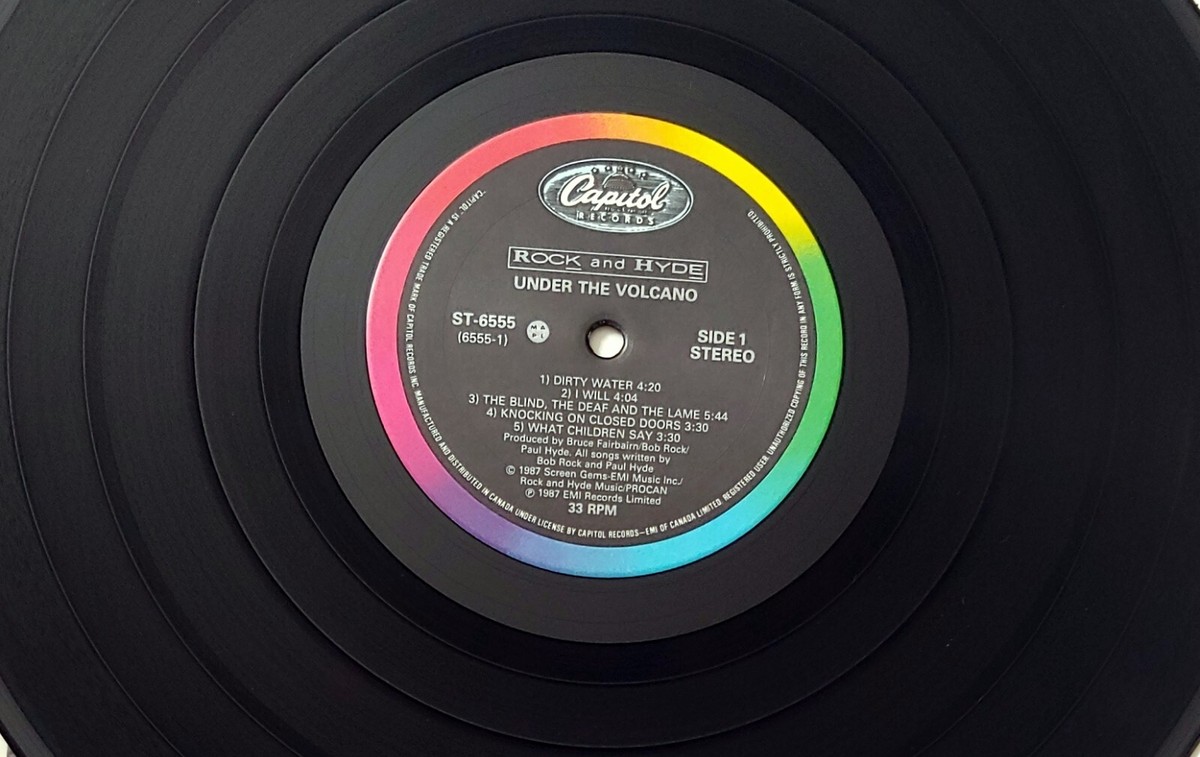 Capitol
RECORDS
ROCK and HYDE
UNDER THE VOLCANO
ST-6555
(6555-1)
MAPL
SIDE 1
STEREO
1) DIRTY WATER 4:20
2) I WILL 4:04
3) THE BLIND, THE DEAF AND THE LAME 5:44
4) KNOCKING ON CLOSED DOORS 3:30
5) WHAT CHILDREN SAY 3:30
Produced by Bruce Fairbairn/Bob Rock/
Paul Hyde. All songs written by
Bob Rock and Paul Hyde
© 1987 Screen Gems-EMI Music Inc./
Rock and Hyde Music/PROCAN
℗ 1987 EMI Records Limited
33 RPM
"CAPITOL" IS A REGISTERED TRADE MARK OF CAPITOL RECORDS INC. MANUFACTURED AND DISTRIBUTED IN CANADA UNDER LICENSE BY CAPITOL RECORDS—EMI OF CANADA LIMITED. REGISTERED USER. UNAUTHORIZED COPYING OF THIS RECORD IN ANY FORM IS STRICTLY PROHIBITED.